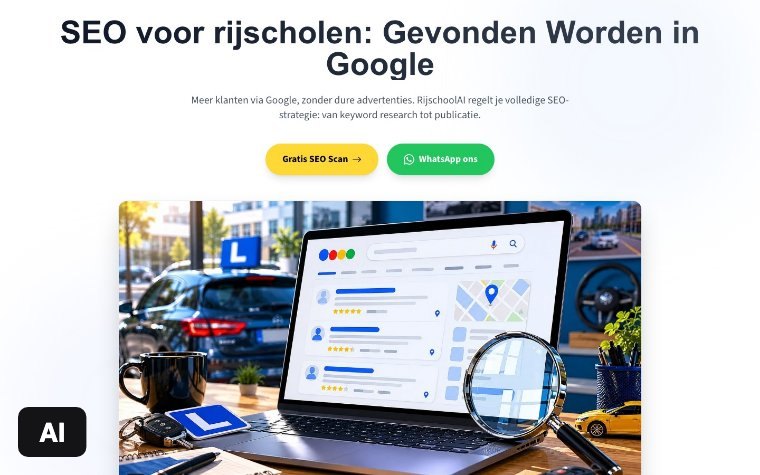 SEO voor rijscholen: Gevonden Worden in
Google
Meer klanten via Google, zonder dure advertenties. RijschoolAI regelt je volledige SEO-
strategie: van keyword research tot publicatie.
Gratis SEO Scan →
WhatsApp ons
L
L
AI